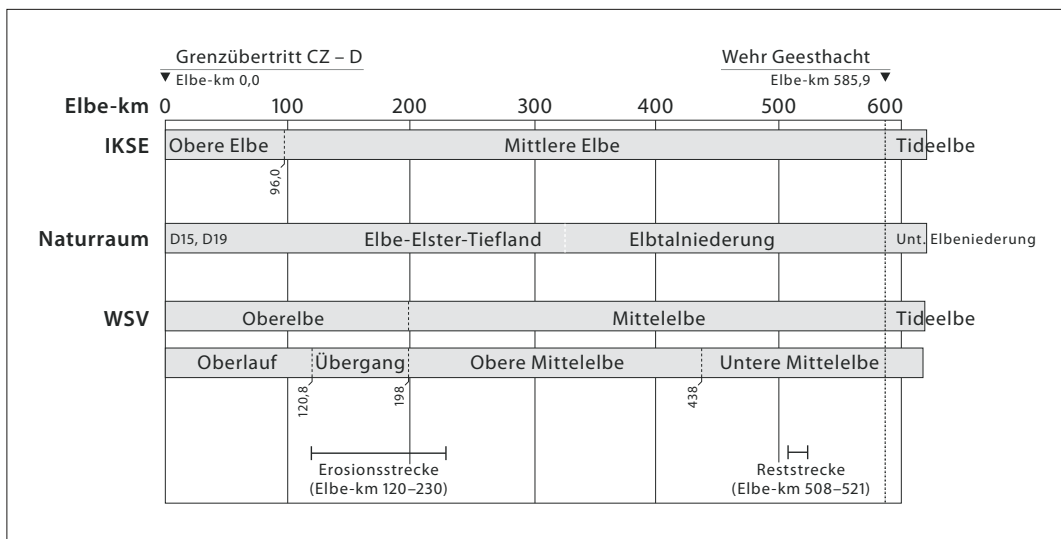 Grenzübertritt CZ – D
Elbe-km 0,0
Wehr Geesthacht
Elbe-km 585,9
Elbe-km 0 100 200 300 400 500 600
IKSE Obere Elbe Mittlere Elbe Tideelbe
96,0
Naturraum D15, D19 Elbe-Elster-Tiefland Elbtalniederung Unt. Elbeniederung
WSV Oberelbe Mittelelbe Tideelbe
Oberlauf Übergang Obere Mittelelbe Untere Mittelelbe
120,8 198 438
Erosionsstrecke
(Elbe-km 120–230)
Reststrecke
(Elbe-km 508–521)